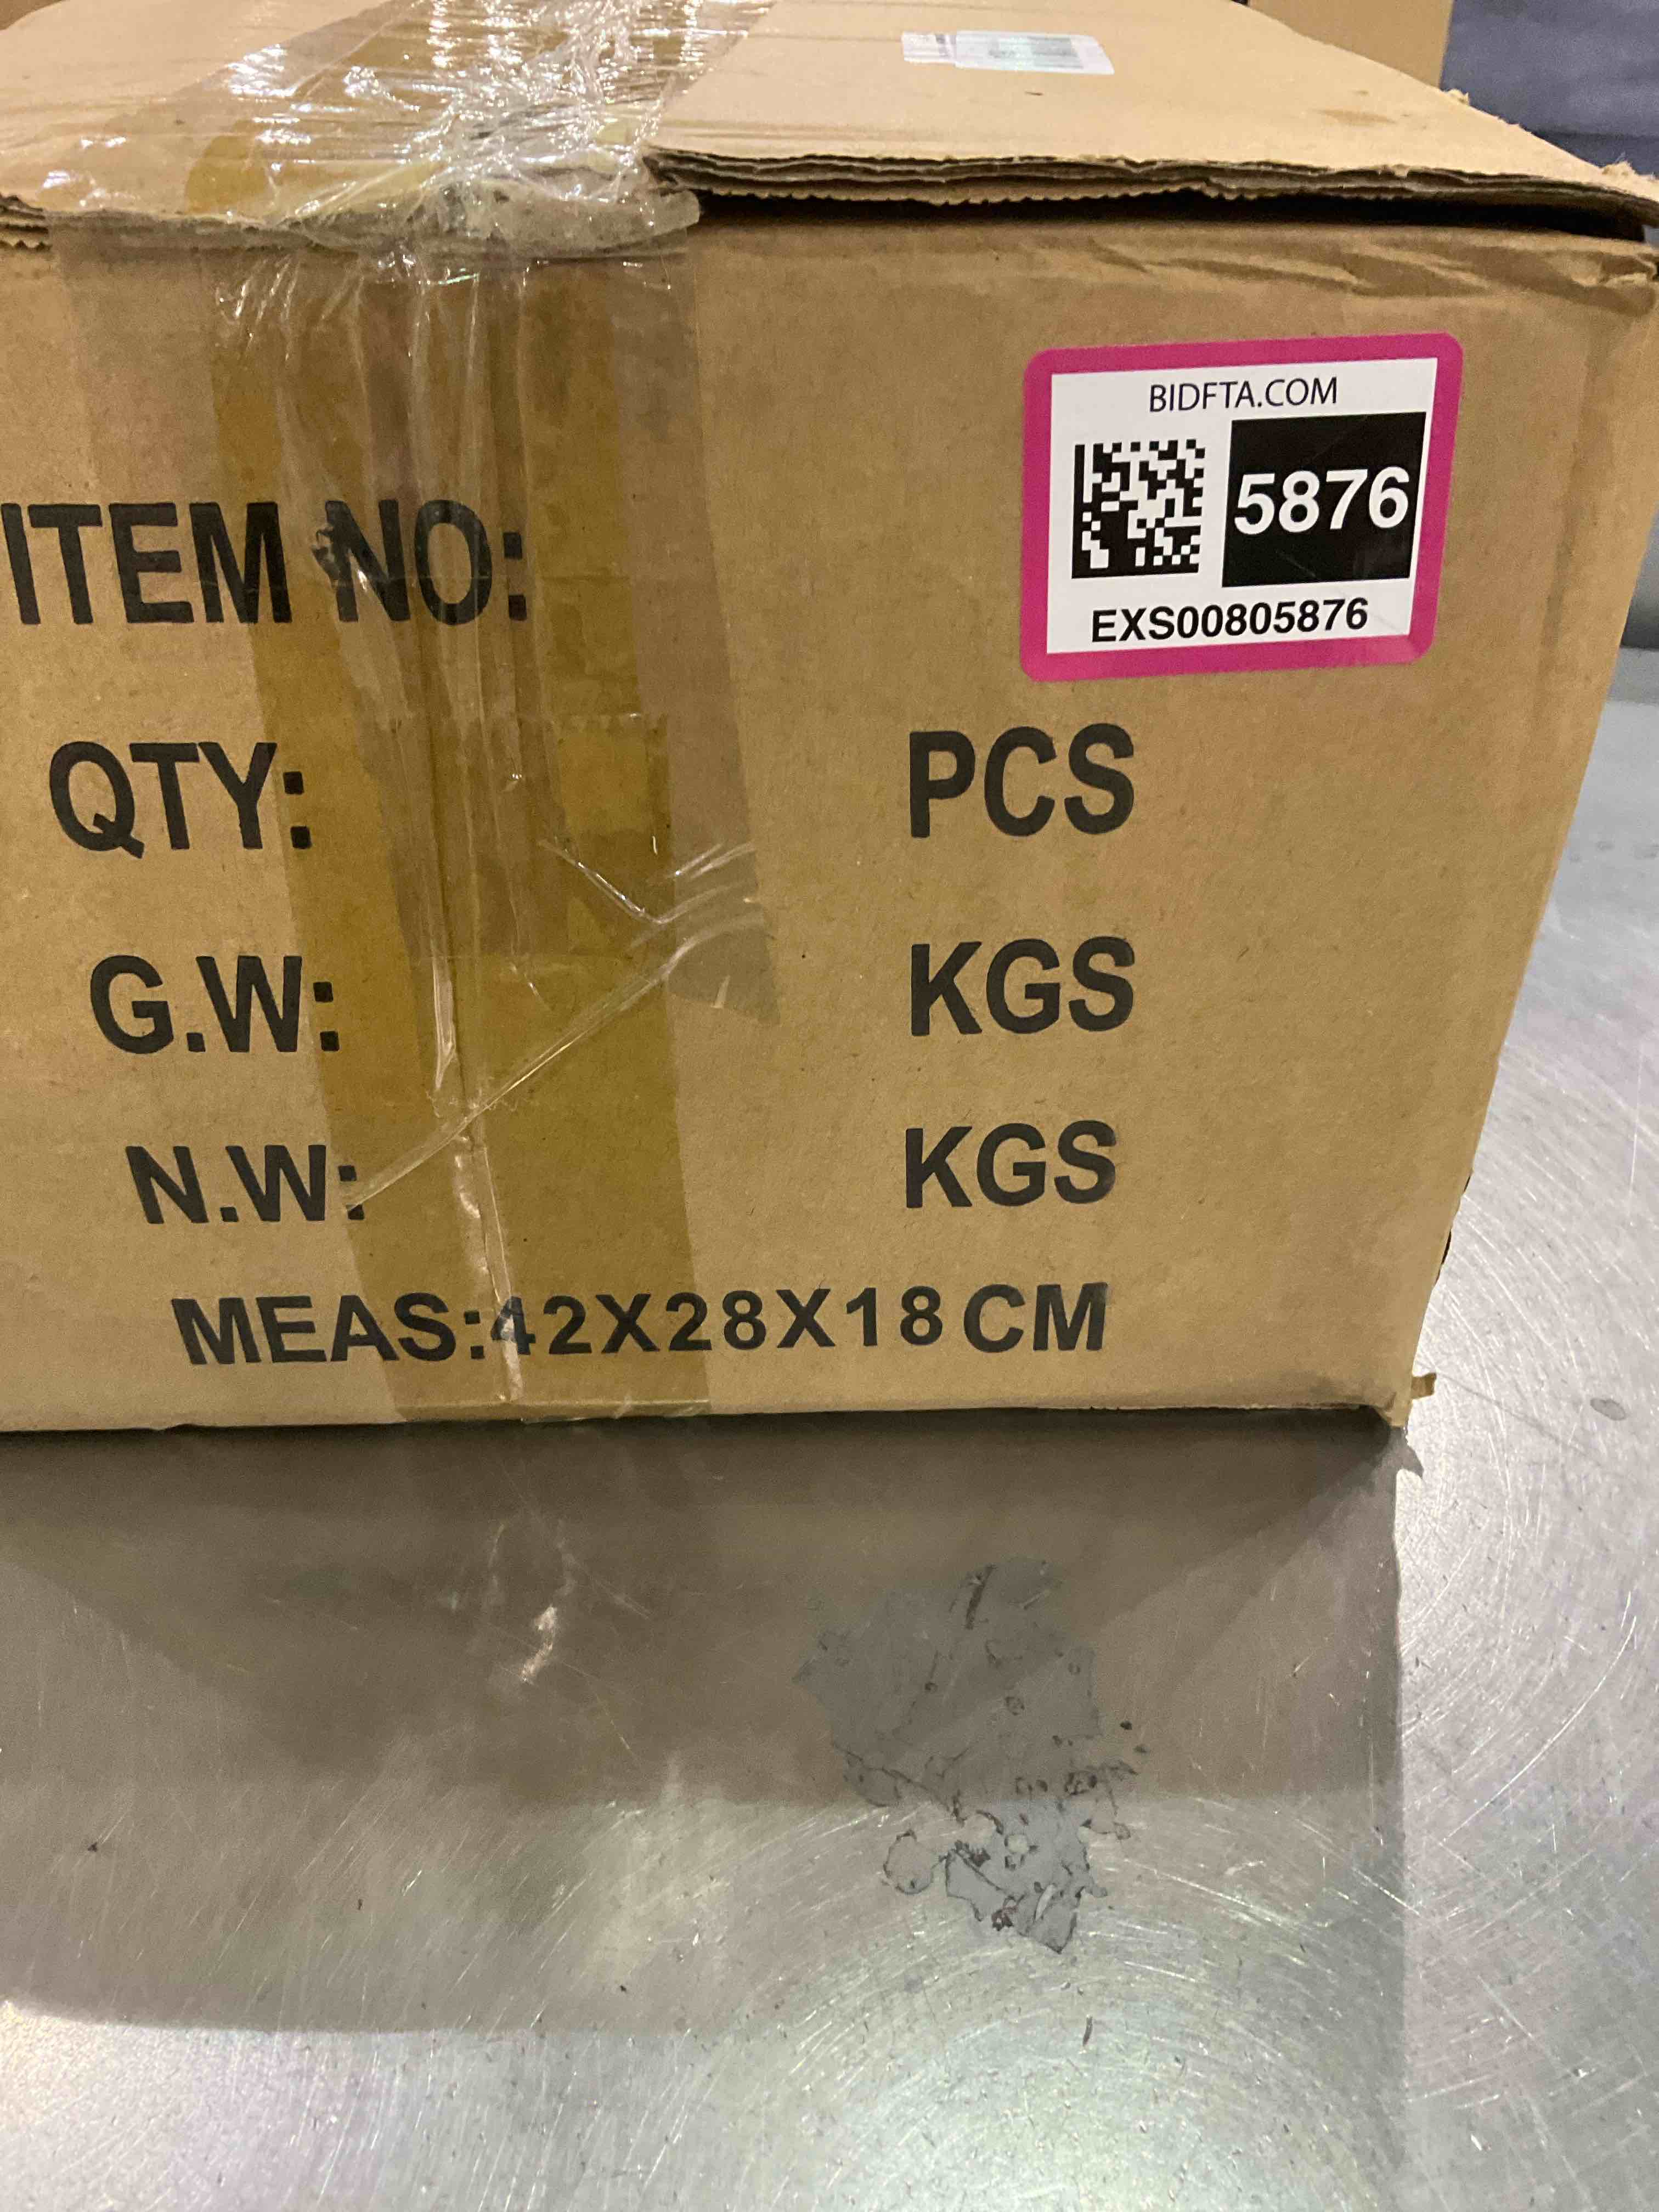 BIDFTA.COM
5876
EXS00805876
ITEM NO:
QTY: PCS
G.W: KGS
N.W: KGS
MEAS:42X28X18CM